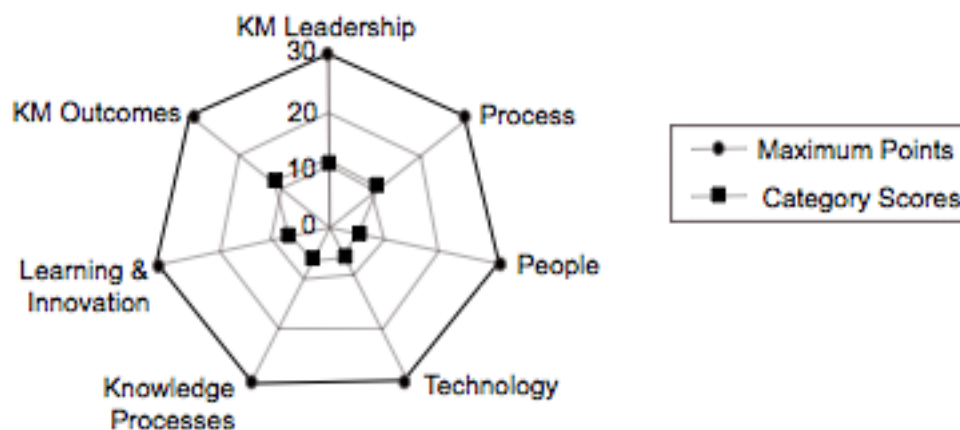 KM Leadership
30
KM Outcomes
Process
20
10
0
Learning &
Innovation
People
Knowledge
Processes
Technology
Maximum Points
Category Scores